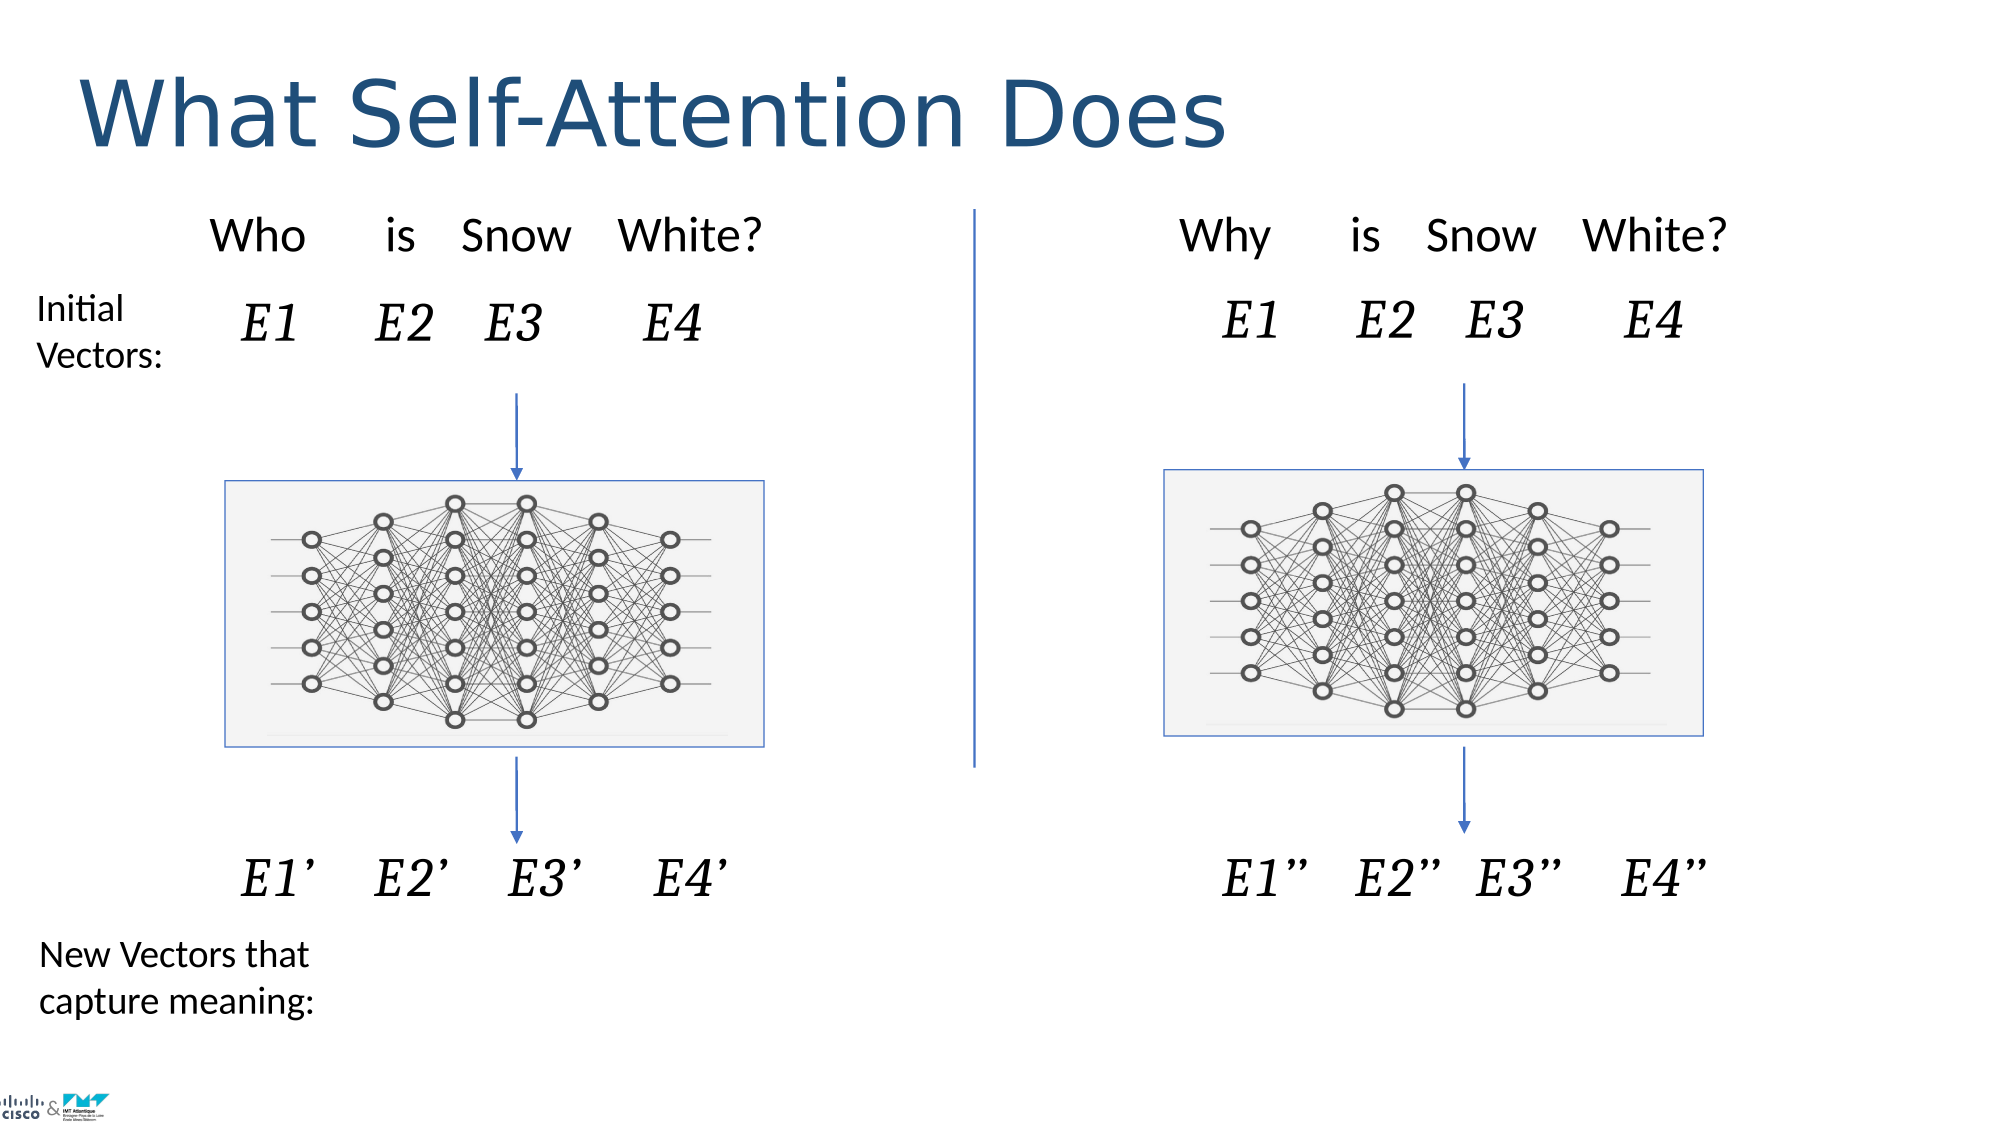 What Self-Attention Does
Who is Snow White?
Initial
Vectors:
E1 E2 E3 E4
E1’ E2’ E3’ E4’
New Vectors that
capture meaning:
Why is Snow White?
E1 E2 E3 E4
E1’’ E2’’ E3’’ E4’’
CISCO & IMT Atlantique